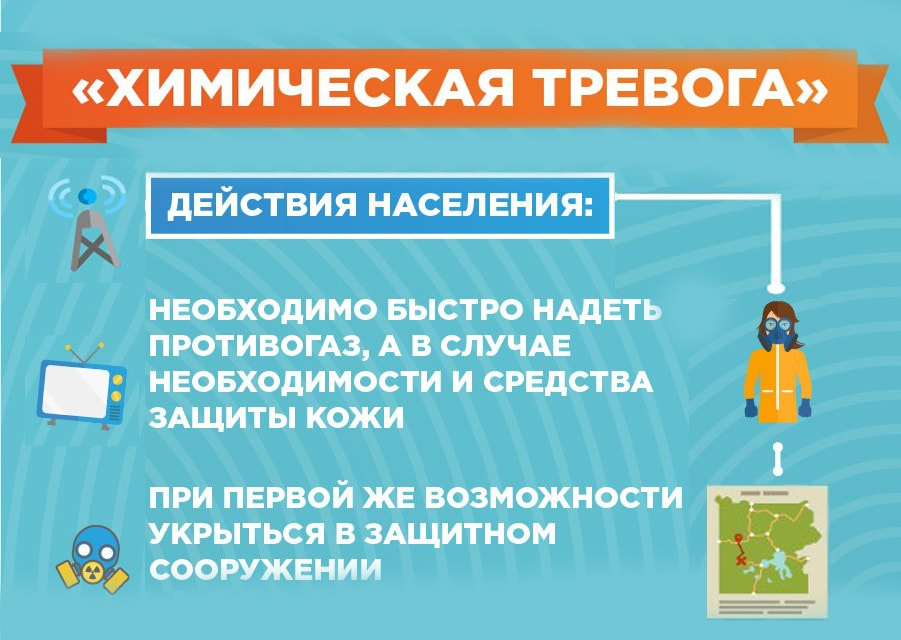 «ХИМИЧЕСКАЯ ТРЕВОГА»
ДЕЙСТВИЯ НАСЕЛЕНИЯ:
НЕОБХОДИМО БЫСТРО НАДЕТЬ
ПРОТИВОГАЗ, А В СЛУЧАЕ
НЕОБХОДИМОСТИ И СРЕДСТВА
ЗАЩИТЫ КОЖИ
ПРИ ПЕРВОЙ ЖЕ ВОЗМОЖНОСТИ
УКРЫТЬСЯ В ЗАЩИТНОМ
СООРУЖЕНИИ